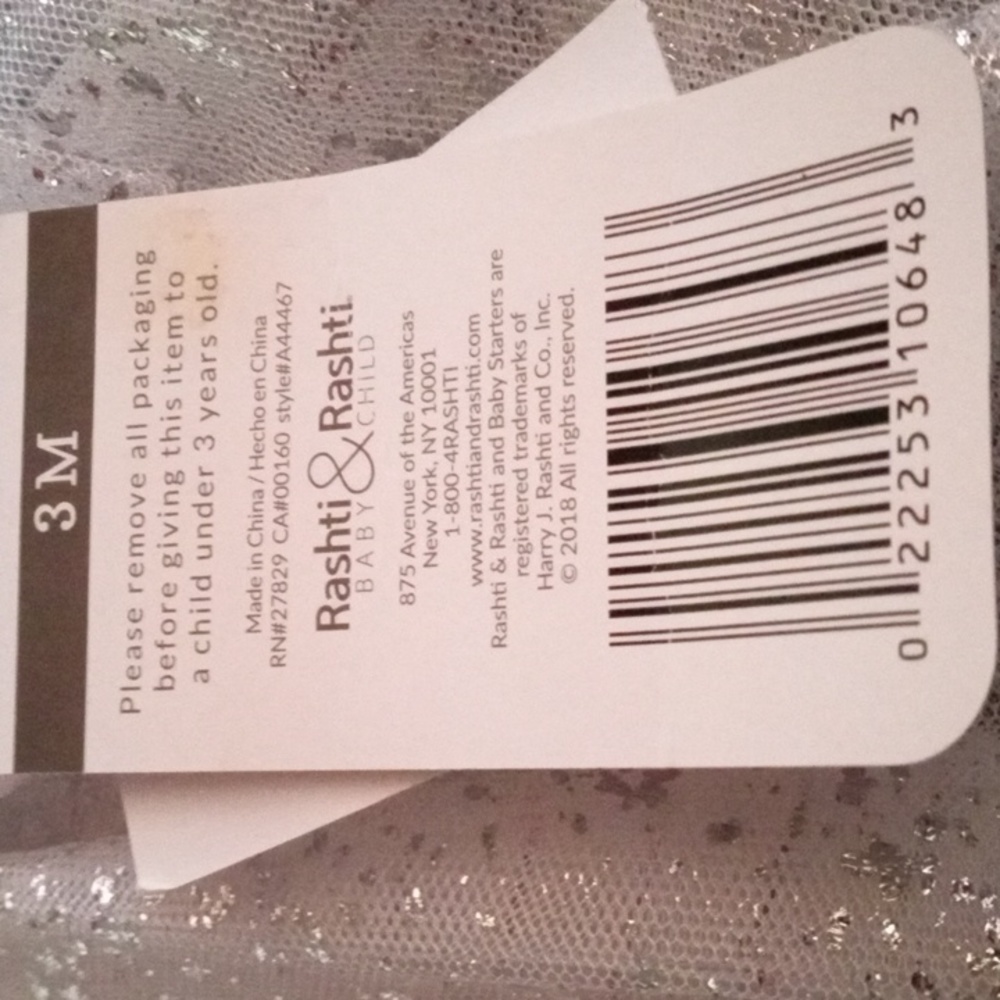 3M
Please remove all packaging
before giving this item to
a child under 3 years old.
Made in China / Hecho en China
RN#27829 CA#00160 style#A44467
Rashti & Rashti.
BABY CHILD
875 Avenue of the Americas
New York, NY 10001
1-800-4RASHTI
www.rashtiandrashti.com
Rashti & Rashti and Baby Starters are
registered trademarks of
Harry J. Rashti and Co., Inc.
© 2018 All rights reserved.
0 22253 10648 3